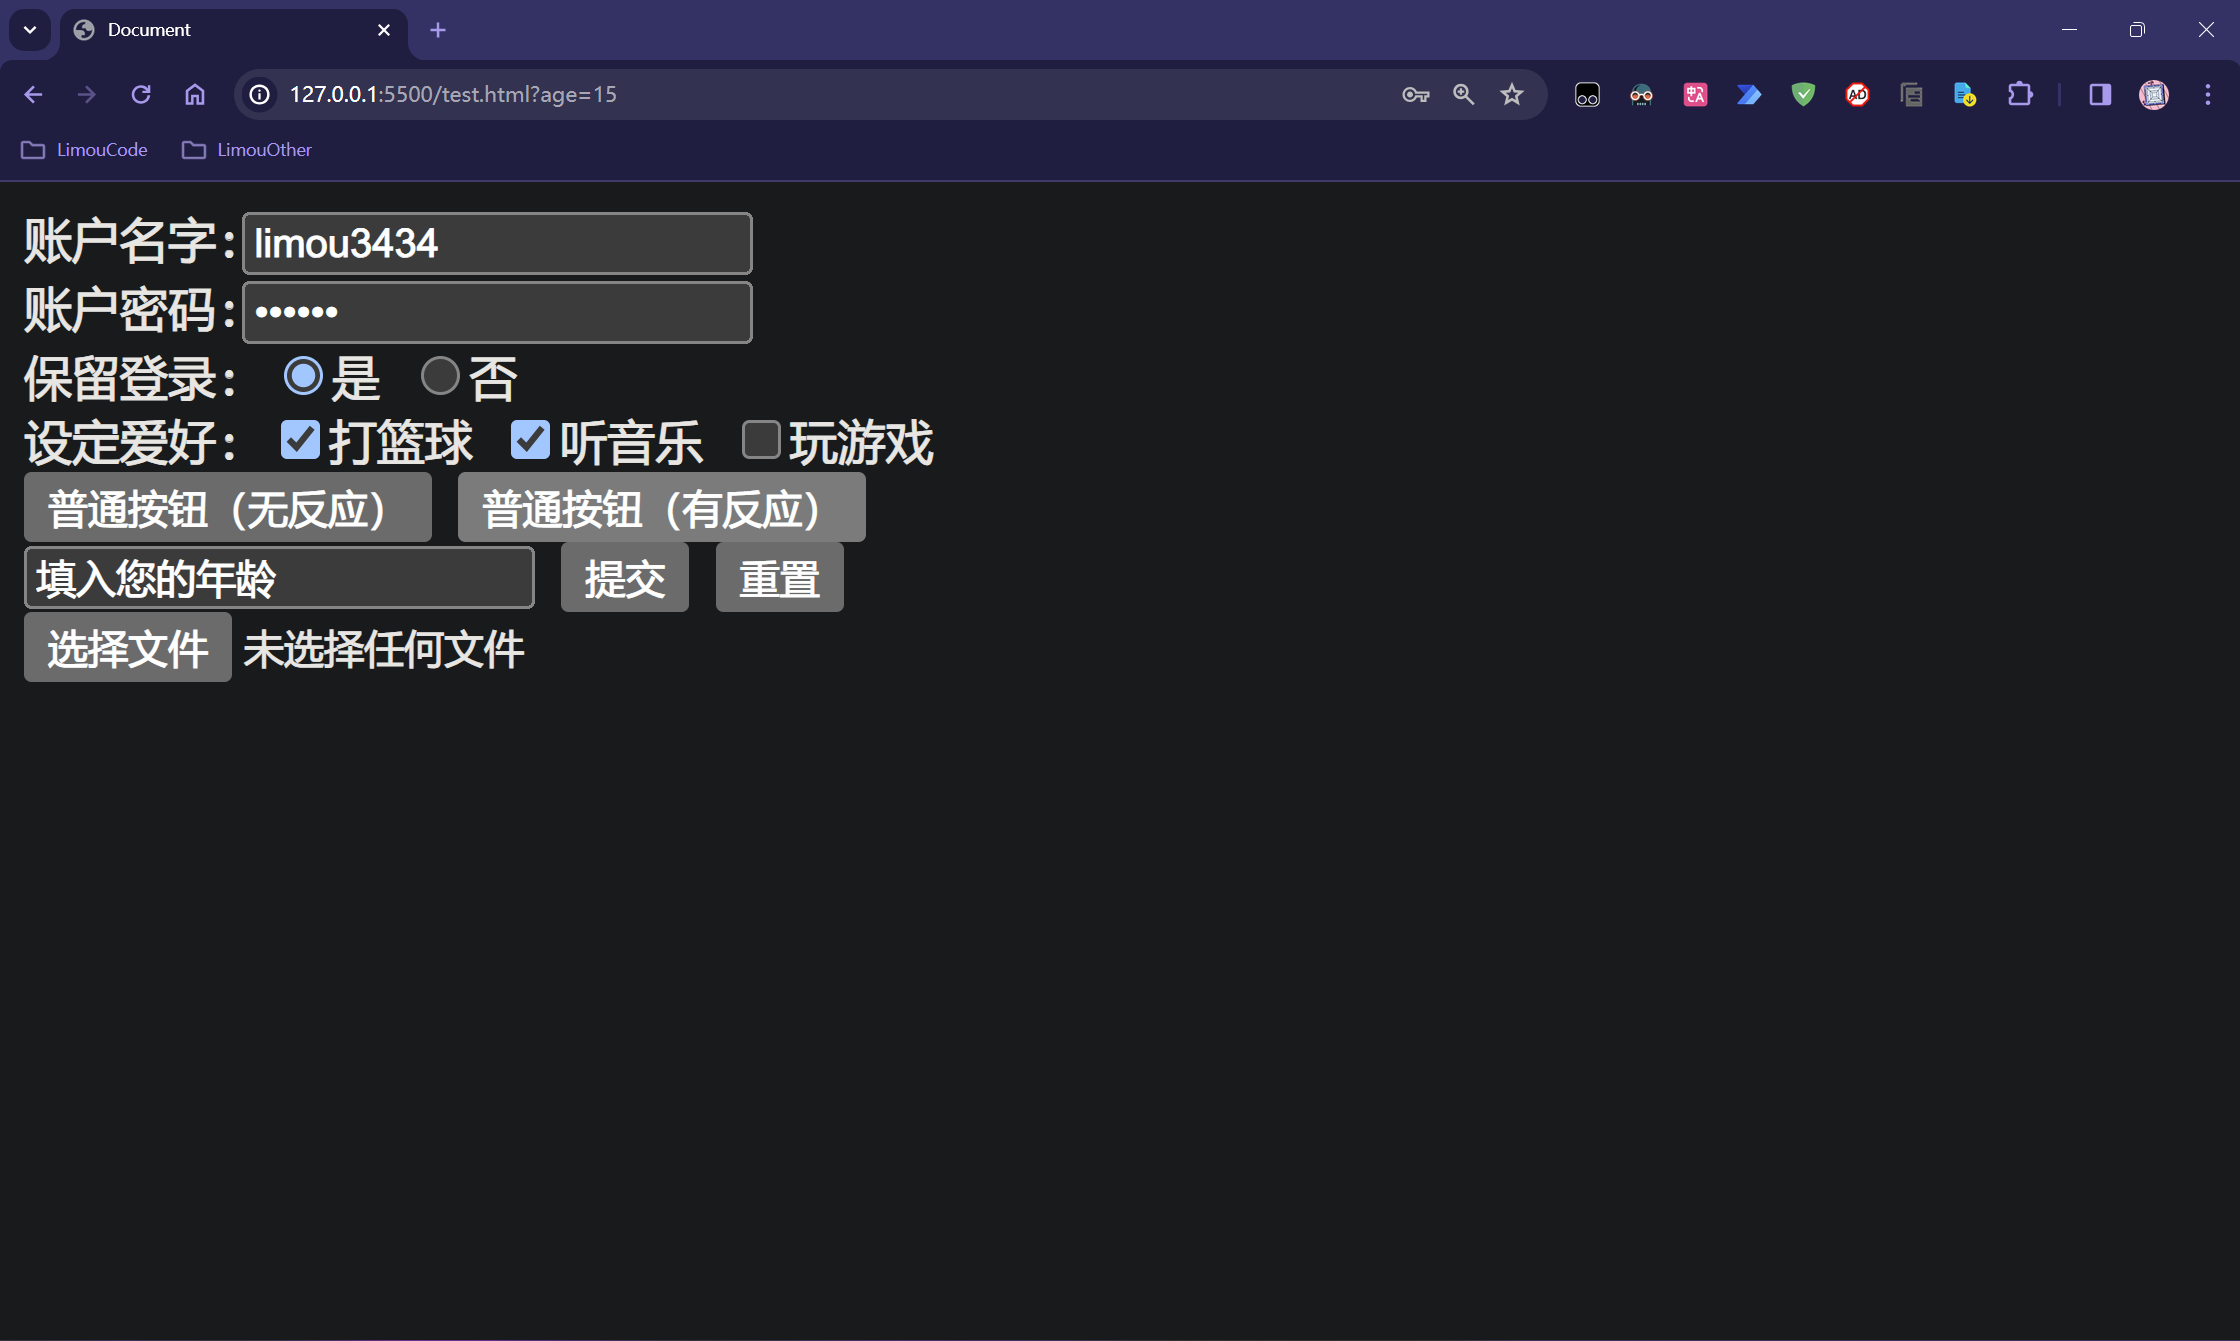 Document
127.0.0.1:5500/test.html?age=15
LimouCode LimouOther
账户名字：limou3434
账户密码：••••••
保留登录： 是 否
设定爱好： 打篮球 听音乐 玩游戏
普通按钮（无反应） 普通按钮（有反应）
填入您的年龄 提交 重置
选择文件 未选择任何文件